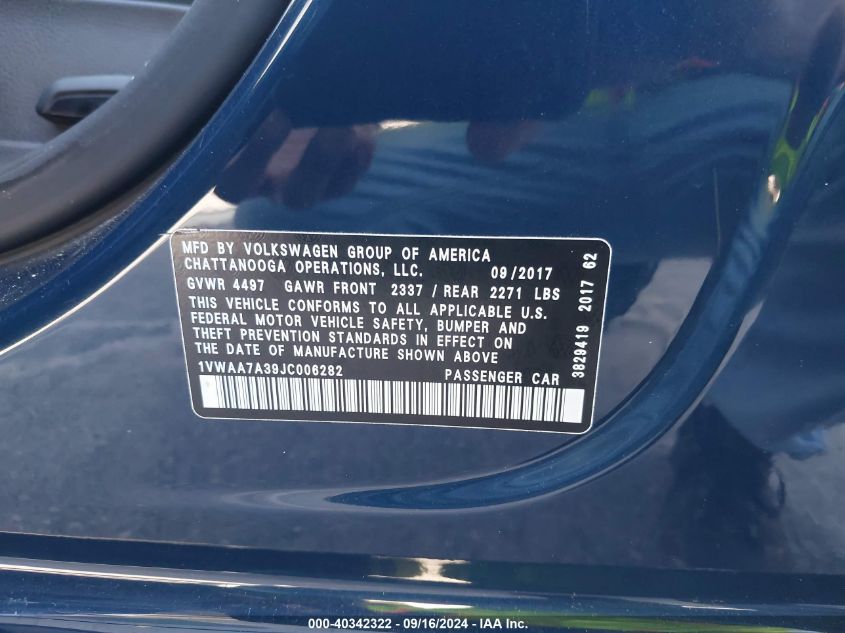 MFD BY VOLKSWAGEN GROUP OF AMERICA
CHATTANOOGA OPERATIONS, LLC. 09/2017
GVWR 4497 GAWR FRONT 2337 / REAR 2271 LBS
THIS VEHICLE CONFORMS TO ALL APPLICABLE U.S.
FEDERAL MOTOR VEHICLE SAFETY, BUMPER AND
THEFT PREVENTION STANDARDS IN EFFECT ON
THE DATE OF MANUFACTURE SHOWN ABOVE
1VWAA7A39JC006282 PASSENGER CAR
3829419 2017 62
000-40342322 - 09/16/2024 - IAA Inc.